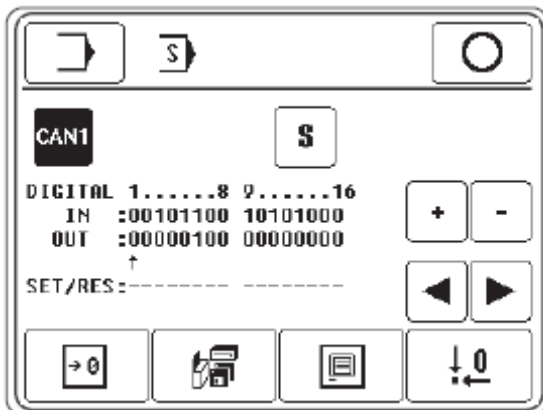 S
CAN1 S
DIGITAL 1......8 9......16
IN :00101100 10101000
OUT :00000100 00000000
↑
SET/RES:-------- --------
+ -
→0 0